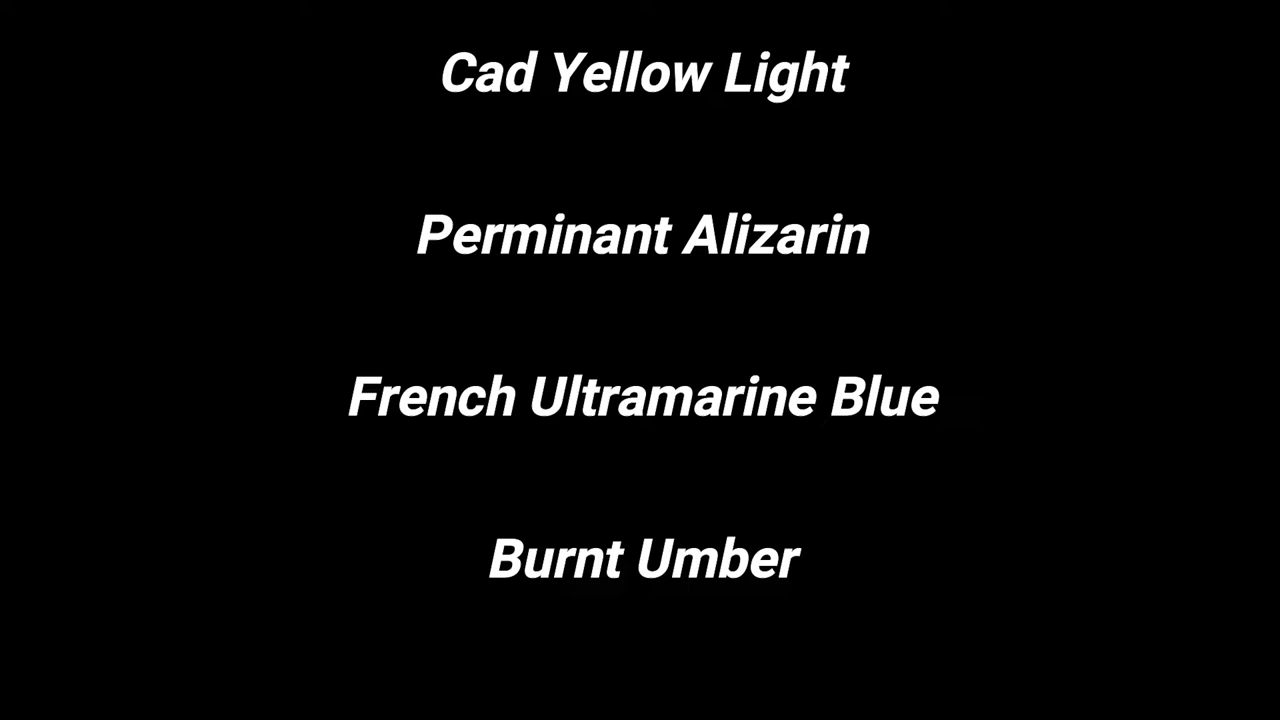 Cad Yellow Light
Perminant Alizarin
French Ultramarine Blue
Burnt Umber